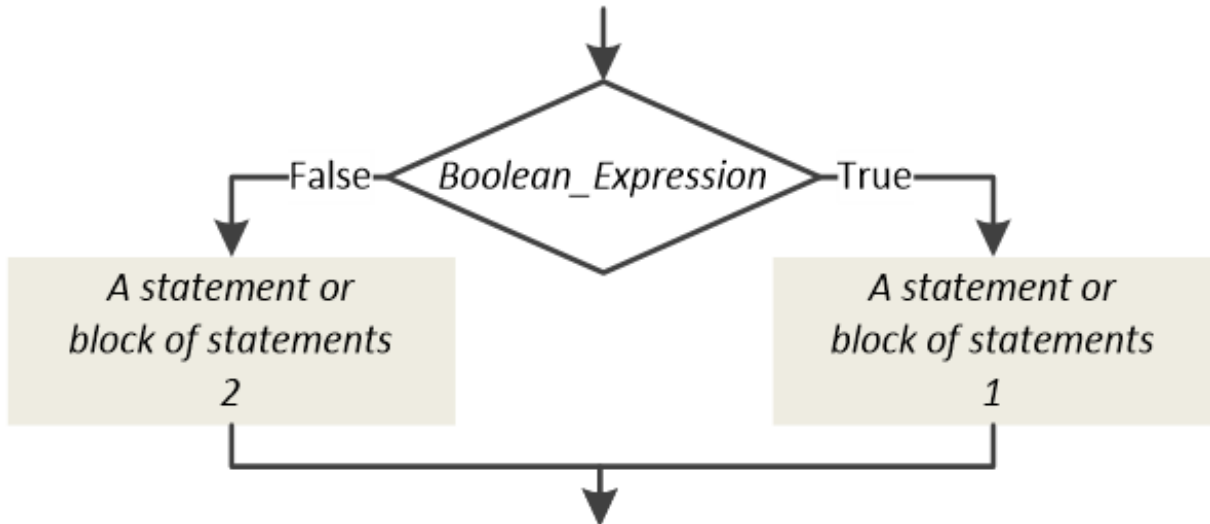 False
Boolean_Expression
True
A statement or
block of statements
2
A statement or
block of statements
1